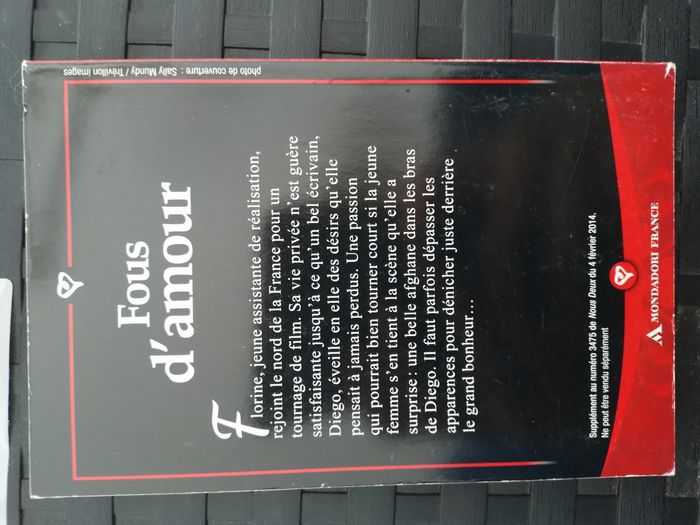 Fous
d'amour
Florine, jeune assistante de réalisation,
rejoint le nord de la France pour un
tournage de film. Sa vie privée n'est guère
satisfaisante jusqu'à ce qu'un bel écrivain,
Diego, éveille en elle des désirs qu'elle
pensait à jamais perdus. Une passion
qui pourrait bien tourner court si la jeune
femme s'en tient à la scène qu'elle a
surprise : une belle afghane dans les bras
de Diego. Il faut parfois dépasser les
apparences pour dénicher juste derrière
le grand bonheur...
Supplément au numéro 3475 de Nous Deux du 4 février 2014.
Ne peut être vendu séparément
MONDADORI FRANCE
photo de couverture : Sally Mundy / Trévillon images